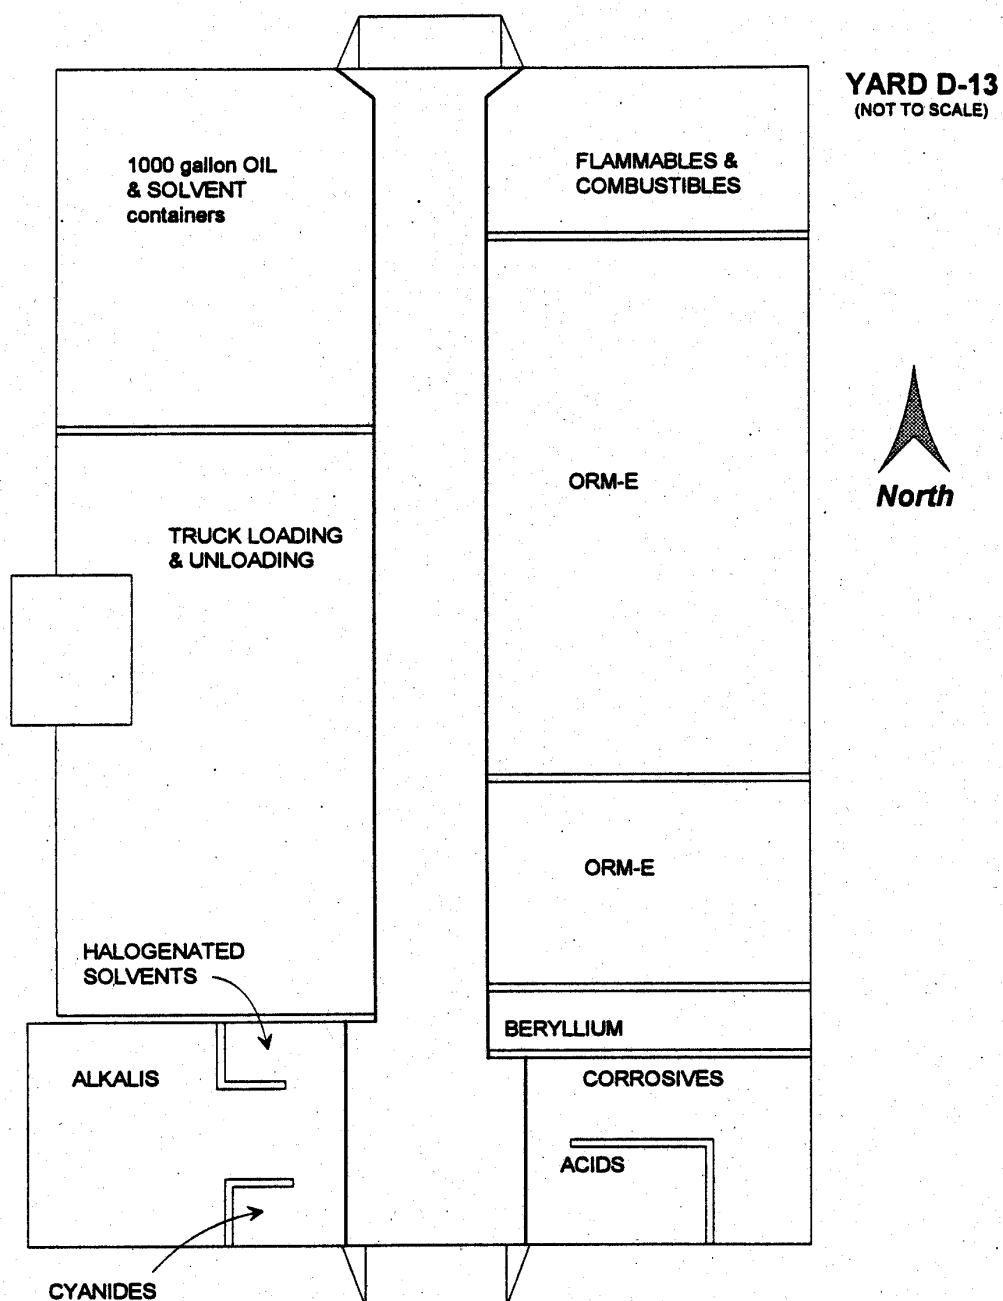 YARD D-13
(NOT TO SCALE)
1000 gallon OIL
& SOLVENT
containers
FLAMMABLES &
COMBUSTIBLES
ORM-E
North
TRUCK LOADING
& UNLOADING
ORM-E
HALOGENATED
SOLVENTS
BERYLLIUM
ALKALIS
CORROSIVES
ACIDS
CYANIDES